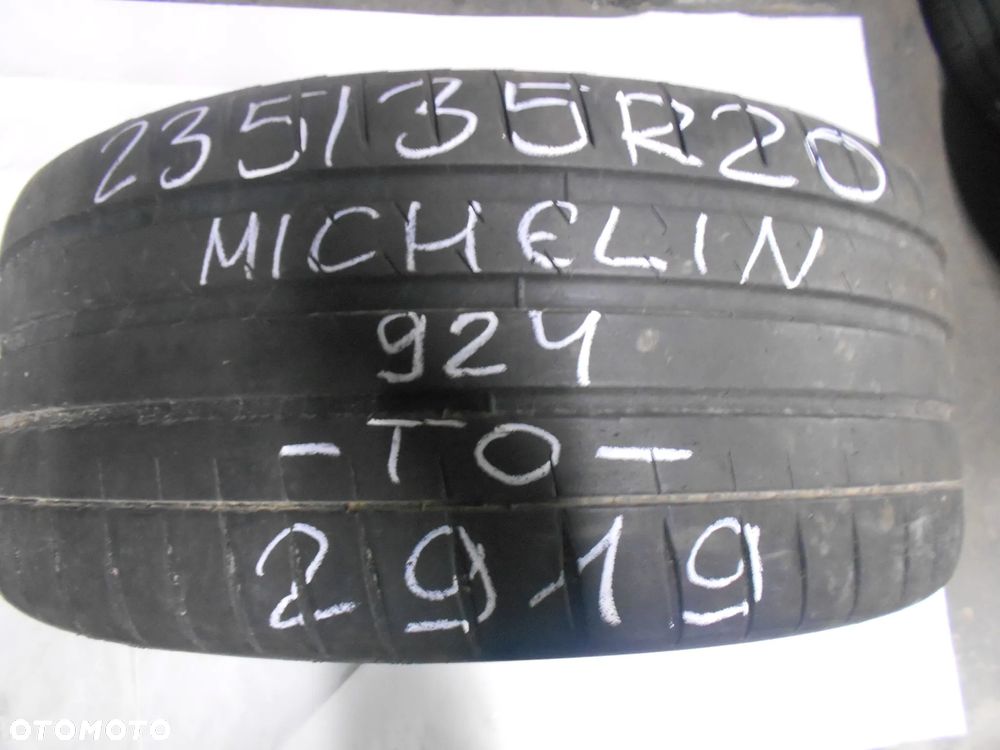 235/35R20
MICHELIN
924
-TO-
2919
OTOMOTO